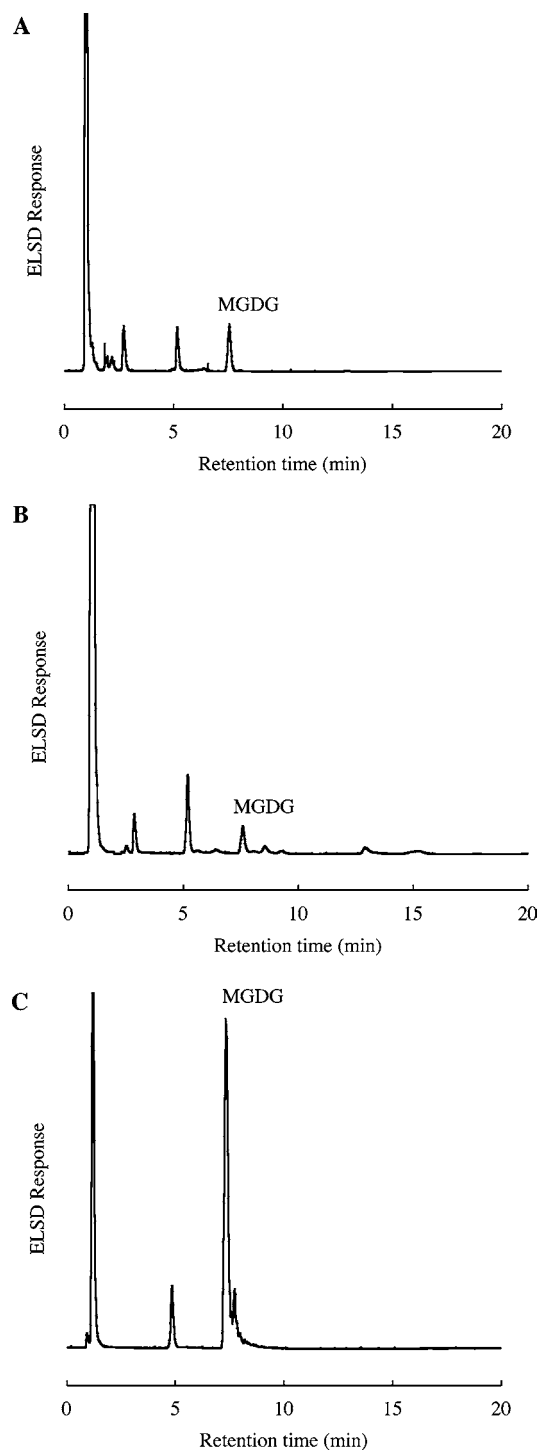 A
ELSD Response
MGDG
0 5 10 15 20
Retention time (min)
B
ELSD Response
MGDG
0 5 10 15 20
Retention time (min)
C
MGDG
ELSD Response
0 5 10 15 20
Retention time (min)